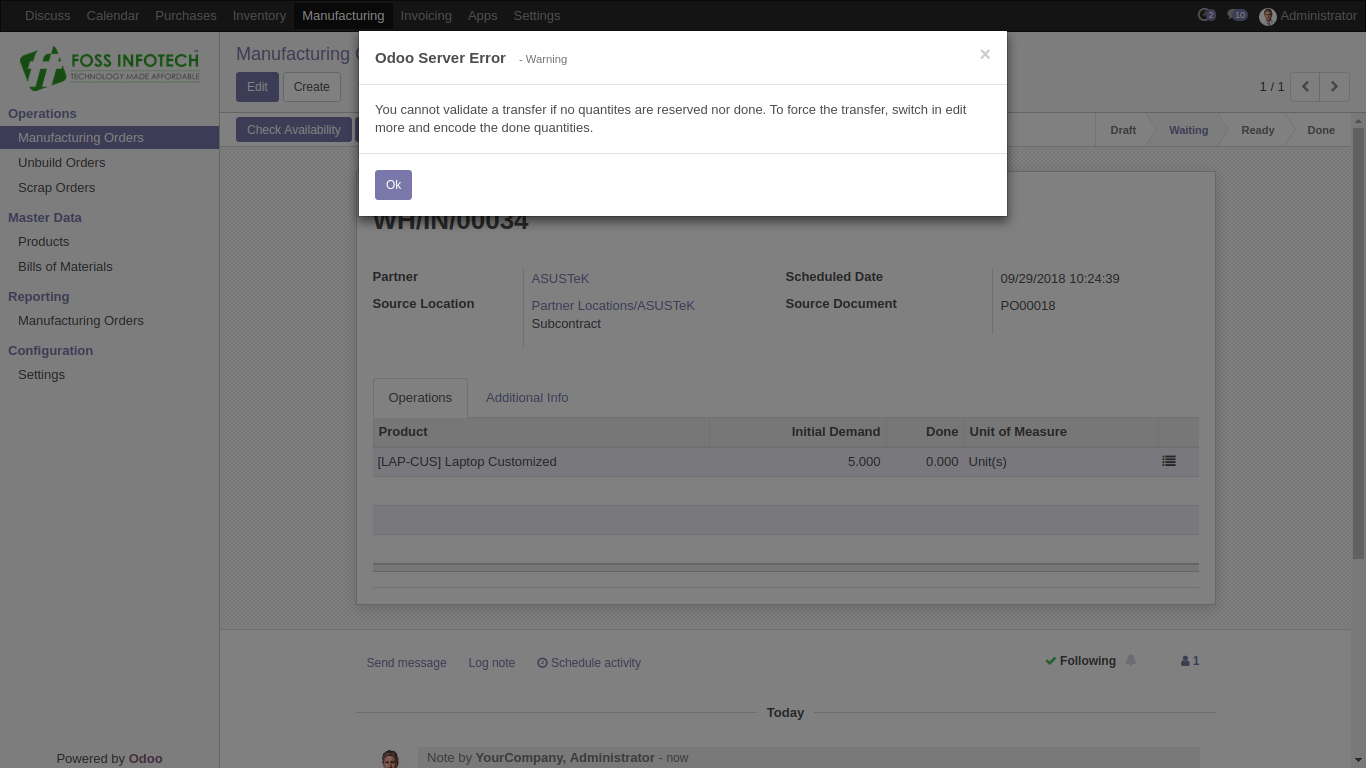 Discuss Calendar Purchases Inventory Manufacturing Invoicing Apps Settings 2 10 Administrator
FOSS INFOTECH
TECHNOLOGY MADE AFFORDABLE
Manufacturing
Edit Create
1 / 1
Odoo Server Error - Warning ×
You cannot validate a transfer if no quantites are reserved nor done. To force the transfer, switch in edit
more and encode the done quantities.
Ok
Operations
Manufacturing Orders
Unbuild Orders
Scrap Orders
Master Data
Products
Bills of Materials
Reporting
Manufacturing Orders
Configuration
Settings
Powered by Odoo
Check Availability
Draft Waiting Ready Done
WH/IN/00034
Partner ASUSTeK Scheduled Date 09/29/2018 10:24:39
Source Location Partner Locations/ASUSTeK Source Document PO00018
Subcontract
Operations Additional Info
Product Initial Demand Done Unit of Measure
[LAP-CUS] Laptop Customized 5.000 0.000 Unit(s)
Send message Log note Schedule activity Following 1
Today
Note by YourCompany, Administrator - now